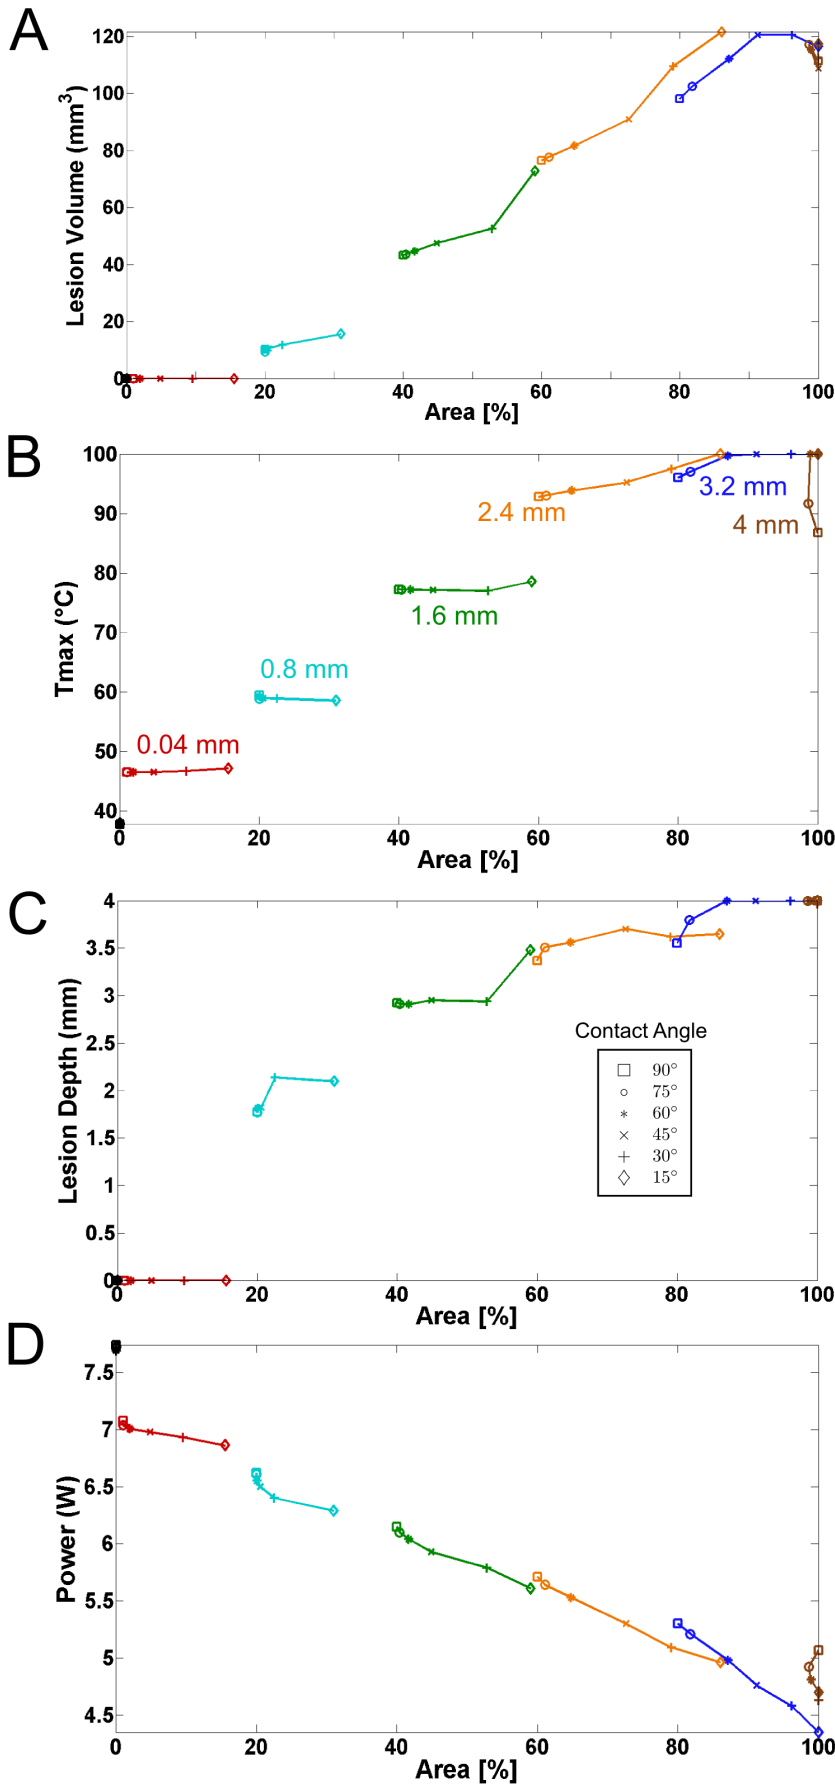 A
Lesion Volume (mm³)
120
100
80
60
40
20
0
0 20 40 60 80 100
Area [%]
B
Tmax (°C)
100
90
80
70
60
50
40
0.04 mm
0.8 mm
1.6 mm
2.4 mm
3.2 mm
4 mm
0 20 40 60 80 100
Area [%]
C
Lesion Depth (mm)
4
3.5
3
2.5
2
1.5
1
0.5
0
Contact Angle
90°
75°
60°
45°
30°
15°
0 20 40 60 80 100
Area [%]
D
Power (W)
7.5
7
6.5
6
5.5
5
4.5
0 20 40 60 80 100
Area [%]